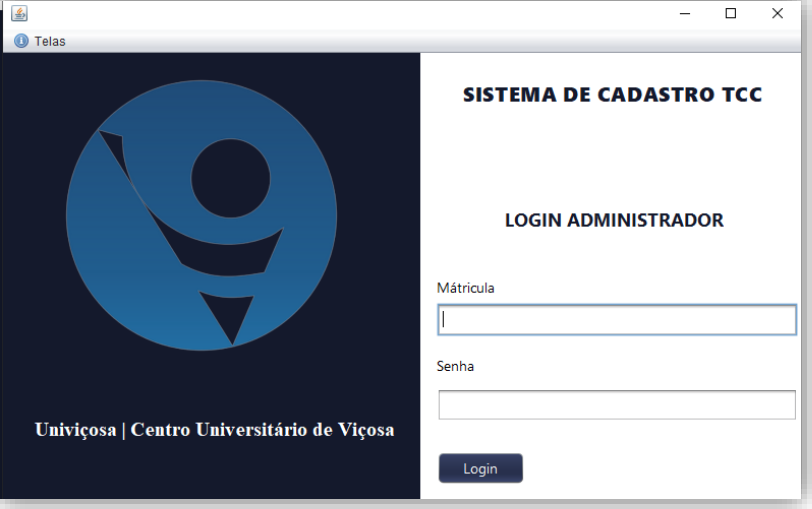 Telas
SISTEMA DE CADASTRO TCC
LOGIN ADMINISTRADOR
Mátricula
Senha
Univiçosa | Centro Universitário de Viçosa
Login